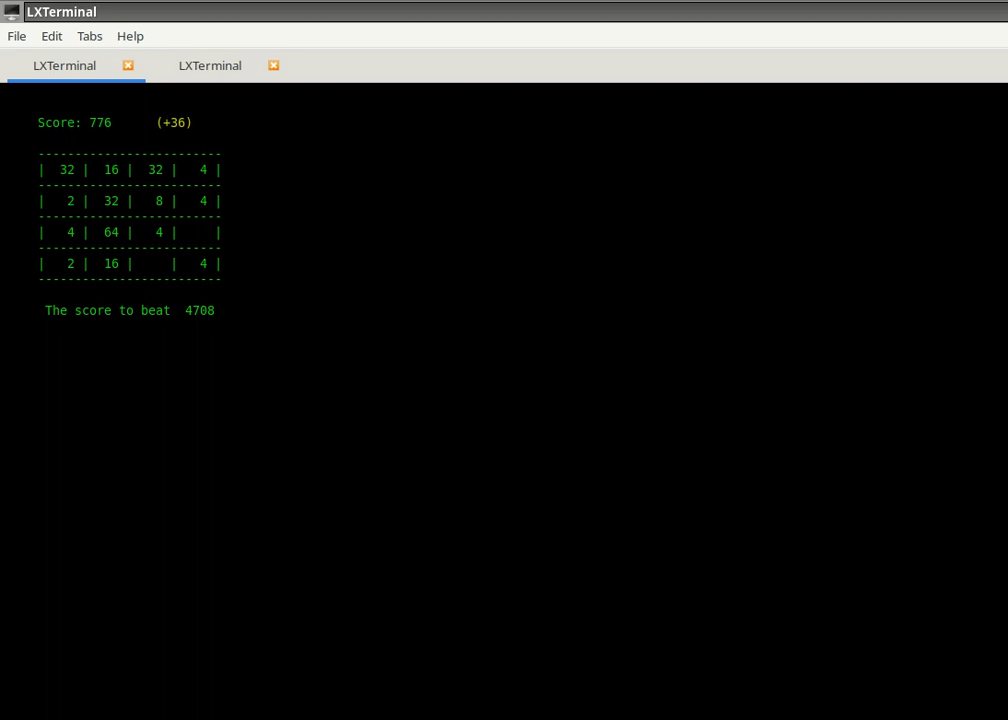 LXTerminal
File Edit Tabs Help
LXTerminal LXTerminal
Score: 776 (+36)
-------------------------
| 32 | 16 | 32 | 4 |
-------------------------
| 2 | 32 | 8 | 4 |
-------------------------
| 4 | 64 | 4 | |
-------------------------
| 2 | 16 | | 4 |
-------------------------
The score to beat 4708